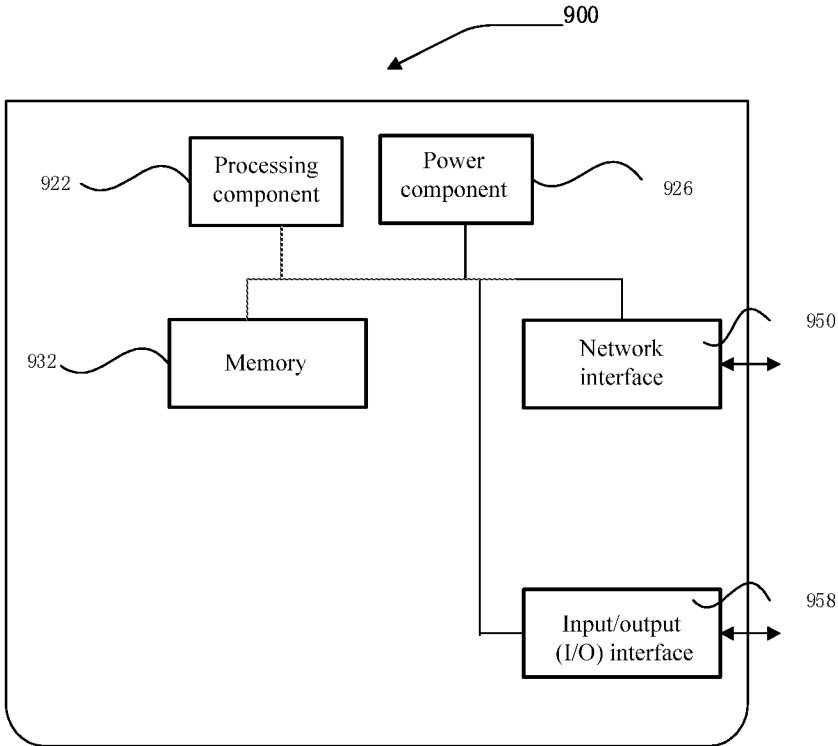 900
Processing
component
Power
component
922
926
Memory
932
Network
interface
950
Input/output
(I/O) interface
958